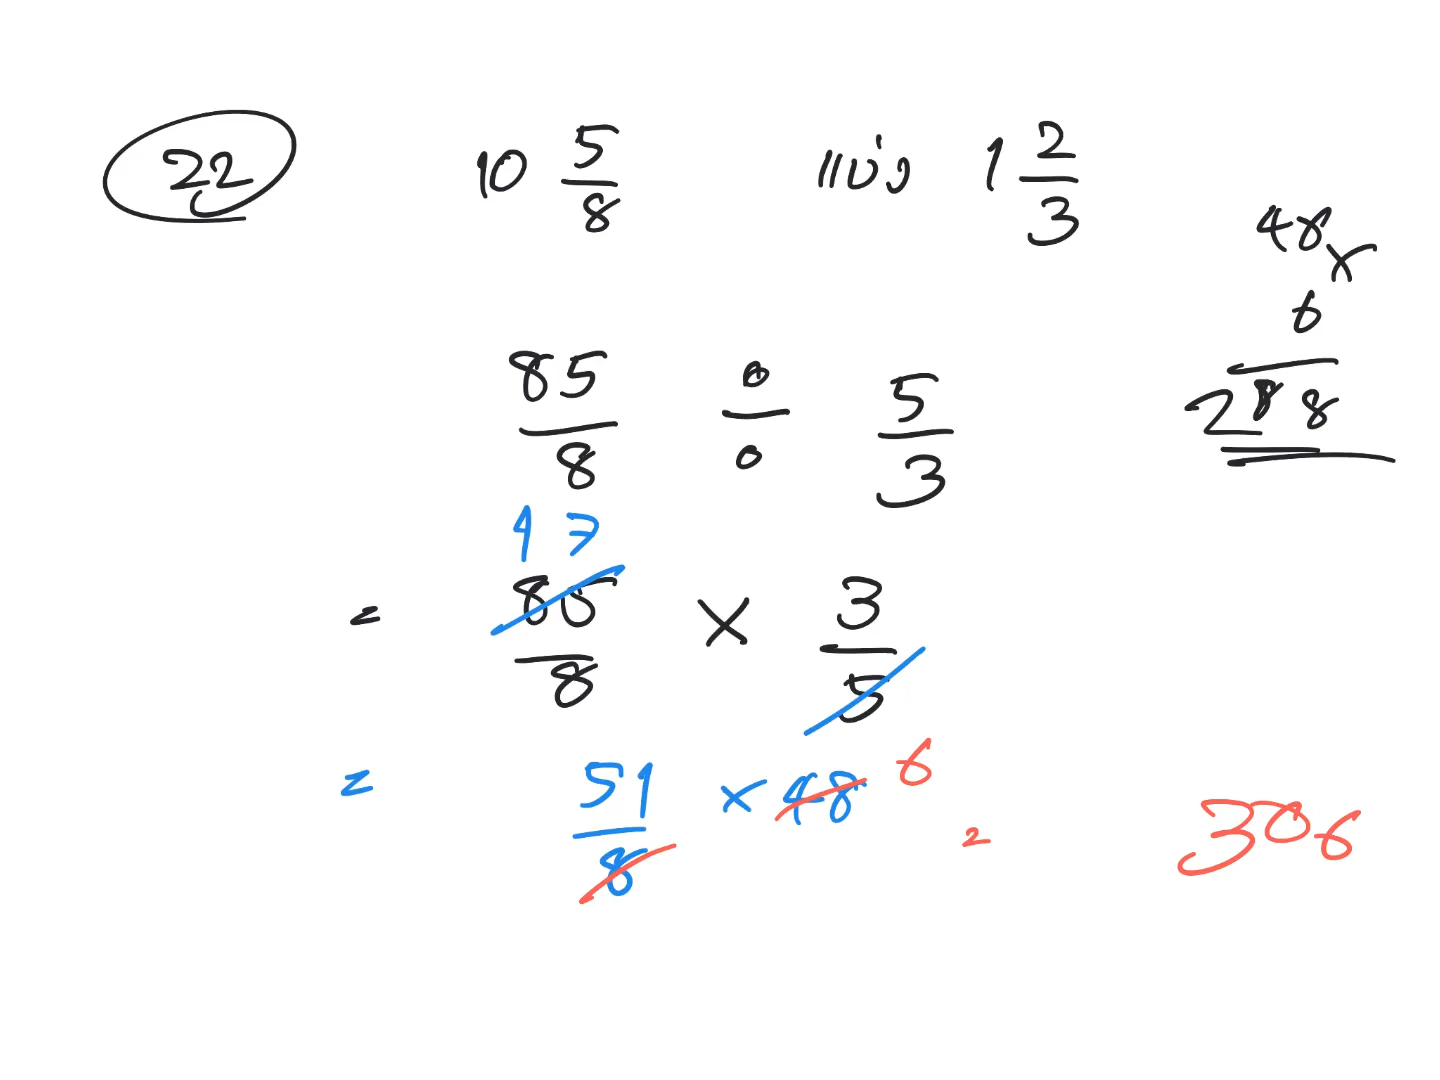 22 10 5/8 แบ่ง 1 2/3
48 x
6
288
85/8 ÷ 5/3
17
= 85/8 × 3/5
= 51/8 × 48 6 = 306